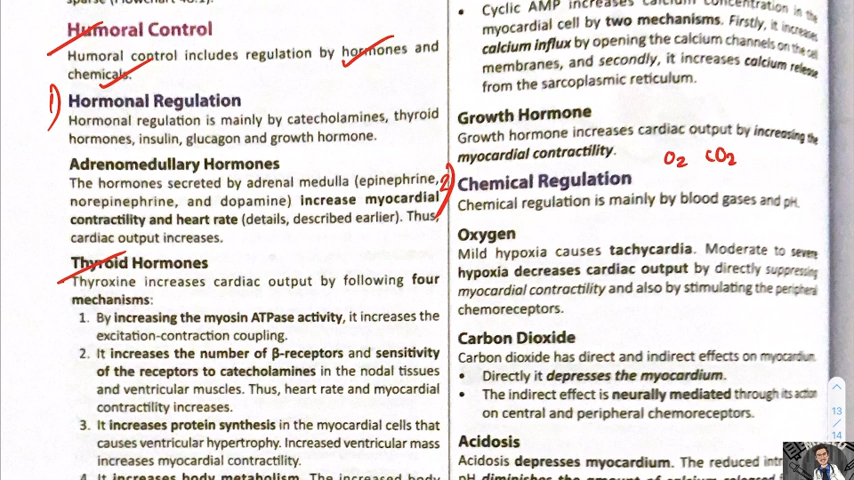 Humoral Control
Humoral control includes regulation by hormones and
chemicals.
1) Hormonal Regulation
Hormonal regulation is mainly by catecholamines, thyroid
hormones, insulin, glucagon and growth hormone.
Adrenomedullary Hormones
The hormones secreted by adrenal medulla (epinephrine,
norepinephrine, and dopamine) increase myocardial
contractility and heart rate (details, described earlier). Thus,
cardiac output increases.
Thyroid Hormones
Thyroxine increases cardiac output by following four
mechanisms:
1. By increasing the myosin ATPase activity, it increases the
excitation-contraction coupling.
2. It increases the number of β-receptors and sensitivity
of the receptors to catecholamines in the nodal tissues
and ventricular muscles. Thus, heart rate and myocardial
contractility increases.
3. It increases protein synthesis in the myocardial cells that
causes ventricular hypertrophy. Increased ventricular mass
increases myocardial contractility.
4. It increases body metabolism. The increased body
• Cyclic AMP increases calcium concentration in the
myocardial cell by two mechanisms. Firstly, it increases
calcium influx by opening the calcium channels on the cell
membranes, and secondly, it increases calcium release
from the sarcoplasmic reticulum.
Growth Hormone
Growth hormone increases cardiac output by increasing the
myocardial contractility.
O2 CO2
2) Chemical Regulation
Chemical regulation is mainly by blood gases and pH.
Oxygen
Mild hypoxia causes tachycardia. Moderate to severe
hypoxia decreases cardiac output by directly suppressing
myocardial contractility and also by stimulating the peripheral
chemoreceptors.
Carbon Dioxide
Carbon dioxide has direct and indirect effects on myocardium.
• Directly it depresses the myocardium.
• The indirect effect is neurally mediated through its action
on central and peripheral chemoreceptors.
Acidosis
Acidosis depresses myocardium. The reduced
pH diminishes the amount of calcium released
13
14